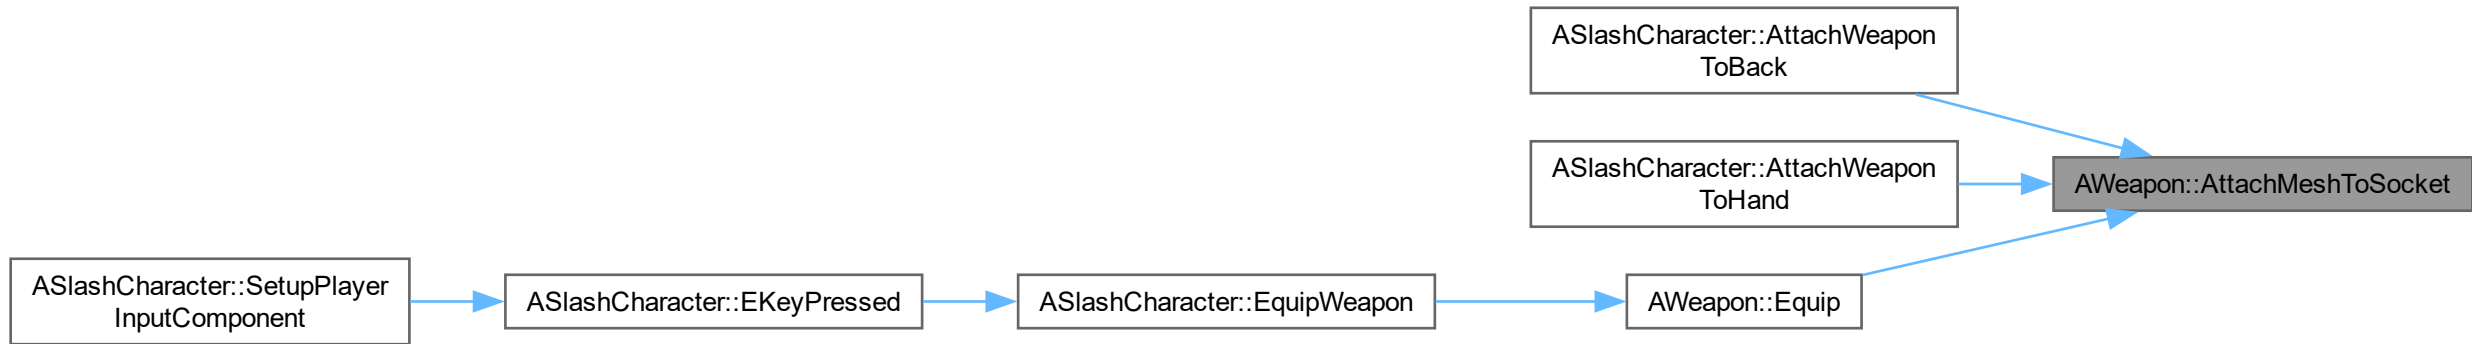 ASlashCharacter::AttachWeapon
ToBack
ASlashCharacter::AttachWeapon
ToHand
AWeapon::AttachMeshToSocket
ASlashCharacter::SetupPlayer
InputComponent
ASlashCharacter::EKeyPressed
ASlashCharacter::EquipWeapon
AWeapon::Equip